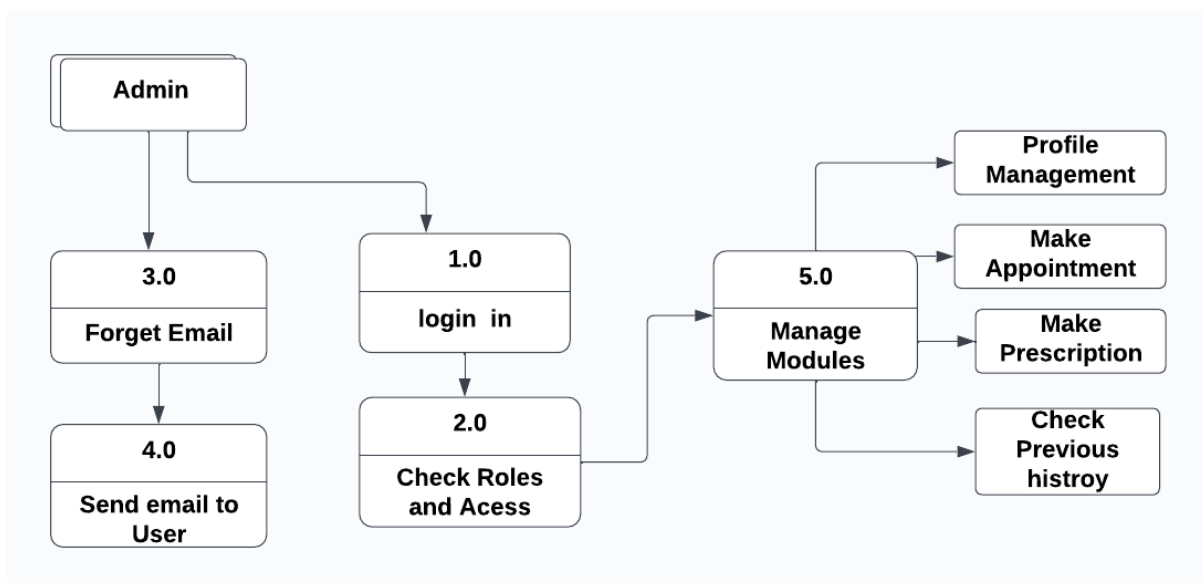 Admin
3.0
Forget Email
4.0
Send email to
User
1.0
login in
2.0
Check Roles
and Acess
5.0
Manage
Modules
Profile
Management
Make
Appointment
Make
Prescription
Check
Previous
histroy